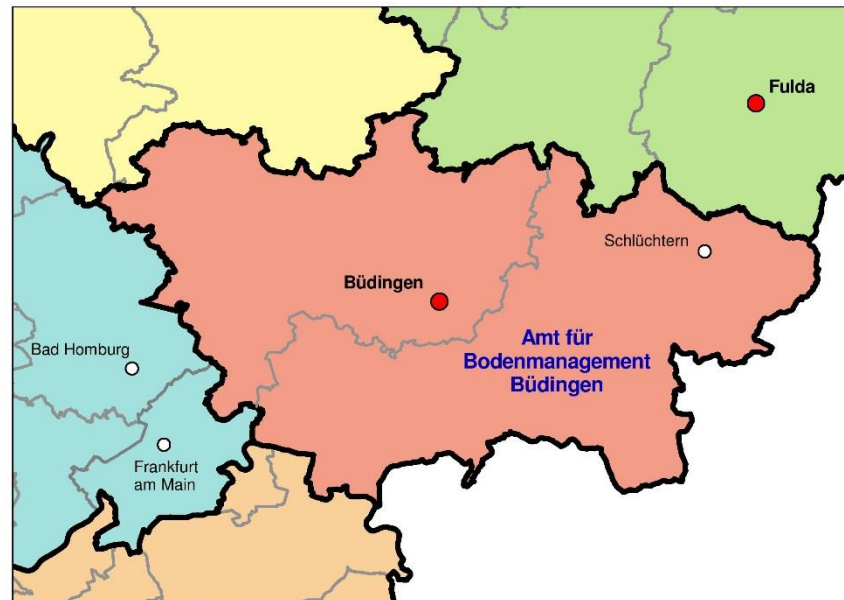 Fulda
Schlüchtern
Büdingen
Amt für
Bodenmanagement
Büdingen
Bad Homburg
Frankfurt
am Main